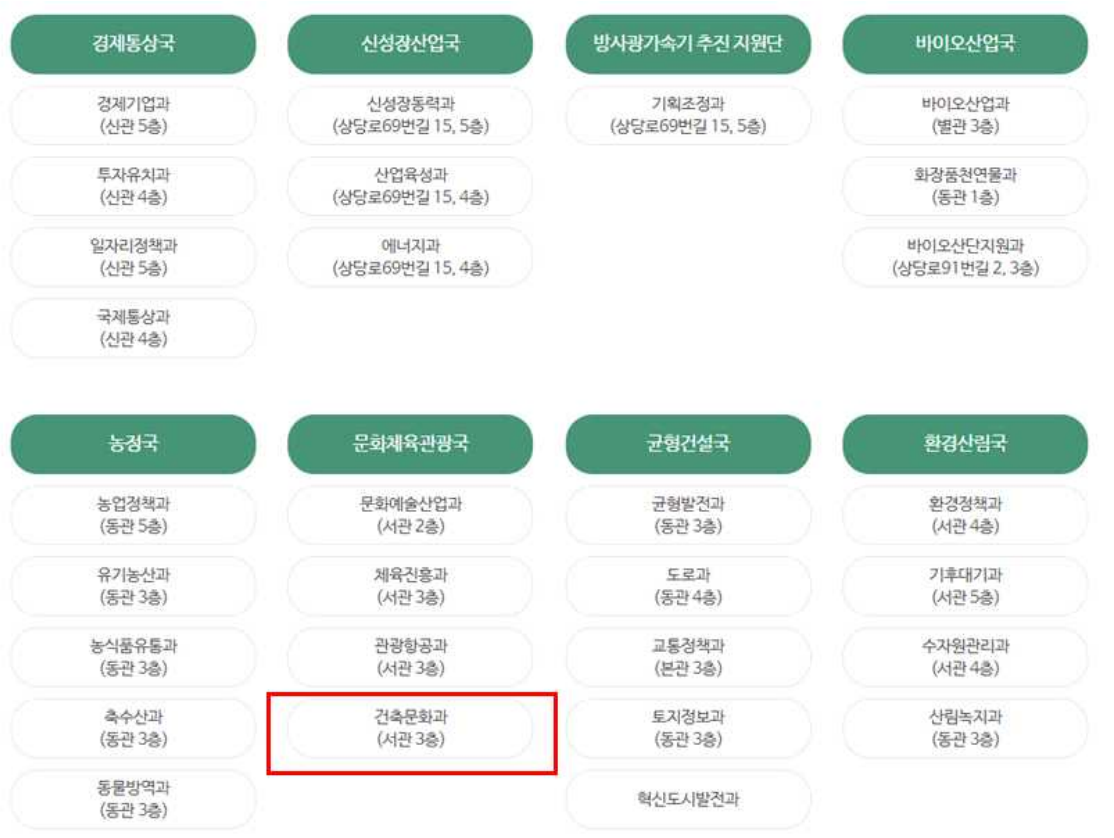 경제통상국
경제기업과
(신관 5층)
투자유치과
(신관 4층)
일자리정책과
(신관 5층)
국제통상과
(신관 4층)
신성장산업국
신성장동력과
(상당로69번길 15, 5층)
산업육성과
(상당로69번길 15, 4층)
에너지과
(상당로69번길 15, 4층)
방사광가속기 추진 지원단
기획조정과
(상당로69번길 15, 5층)
바이오산업국
바이오산업과
(별관 3층)
화장품천연물과
(동관 1층)
바이오산단지원과
(상당로91번길 2, 3층)
농정국
농업정책과
(동관 5층)
유기농산과
(동관 3층)
농식품유통과
(동관 3층)
축수산과
(동관 3층)
동물방역과
(동관 3층)
문화체육관광국
문화예술산업과
(서관 2층)
체육진흥과
(서관 3층)
관광항공과
(서관 3층)
건축문화과
(서관 3층)
균형건설국
균형발전과
(동관 3층)
도로과
(동관 4층)
교통정책과
(본관 3층)
토지정보과
(동관 3층)
혁신도시발전과
환경산림국
환경정책과
(서관 4층)
기후대기과
(서관 5층)
수자원관리과
(서관 4층)
산림녹지과
(동관 3층)